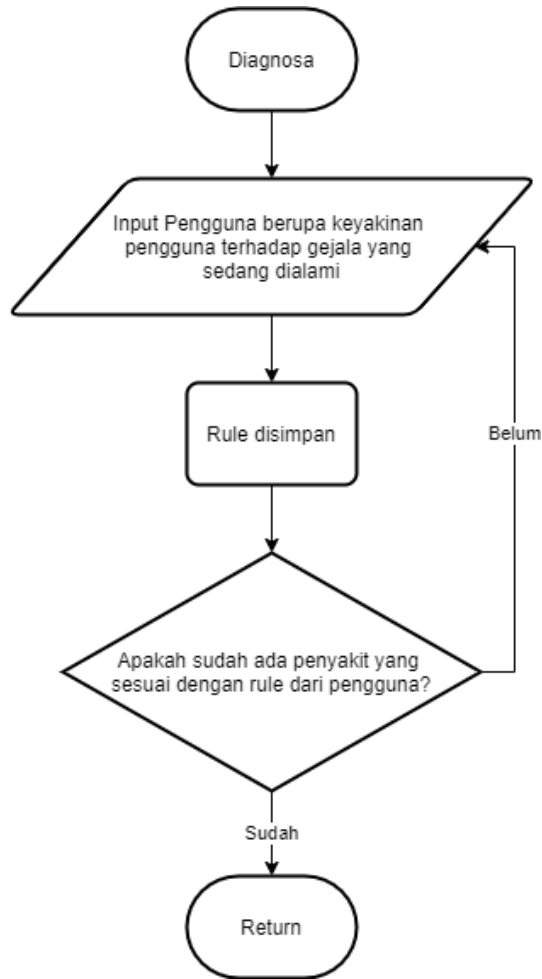 Diagnosa
Input Pengguna berupa keyakinan
pengguna terhadap gejala yang
sedang dialami
Rule disimpan
Belum
Apakah sudah ada penyakit yang
sesuai dengan rule dari pengguna?
Sudah
Return